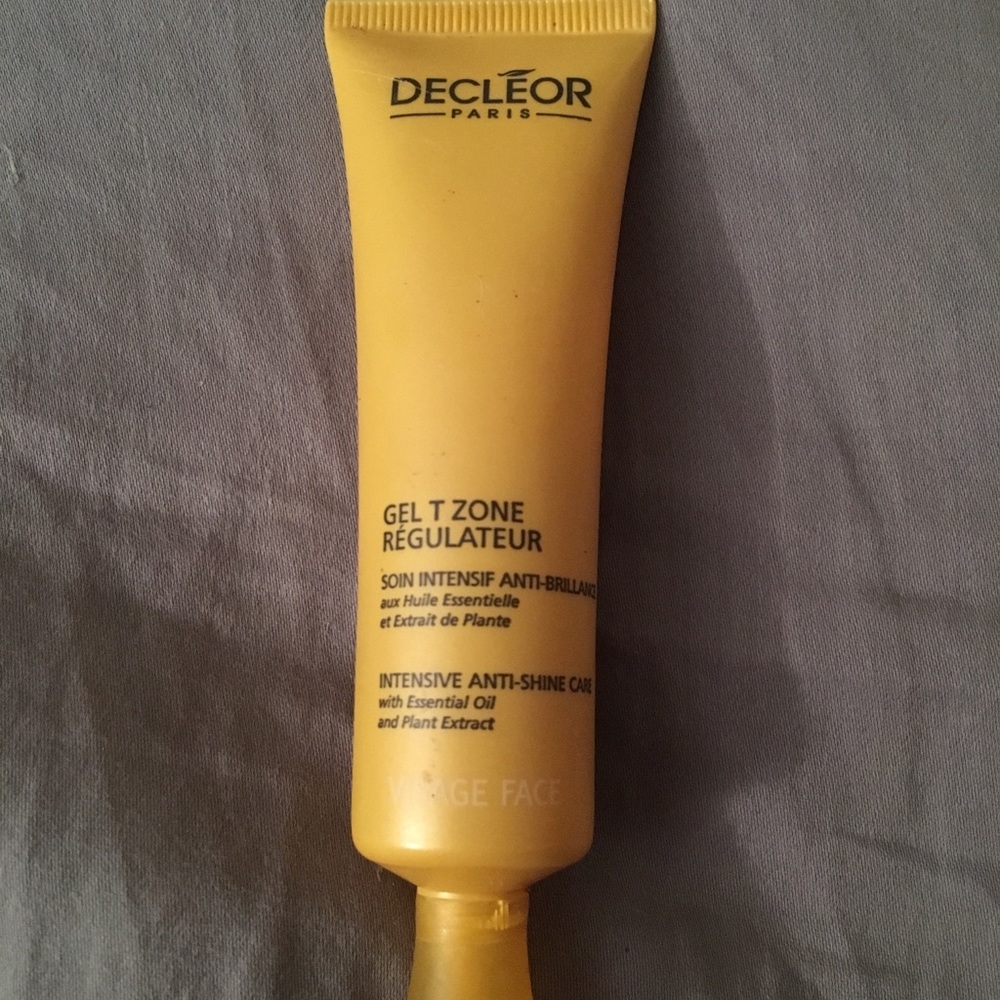 DECLÉOR
PARIS
GEL T ZONE
RÉGULATEUR
SOIN INTENSIF ANTI-BRILLANCE
aux Huile Essentielle
et Extrait de Plante
INTENSIVE ANTI-SHINE CARE
with Essential Oil
and Plant Extract
VISAGE FACE